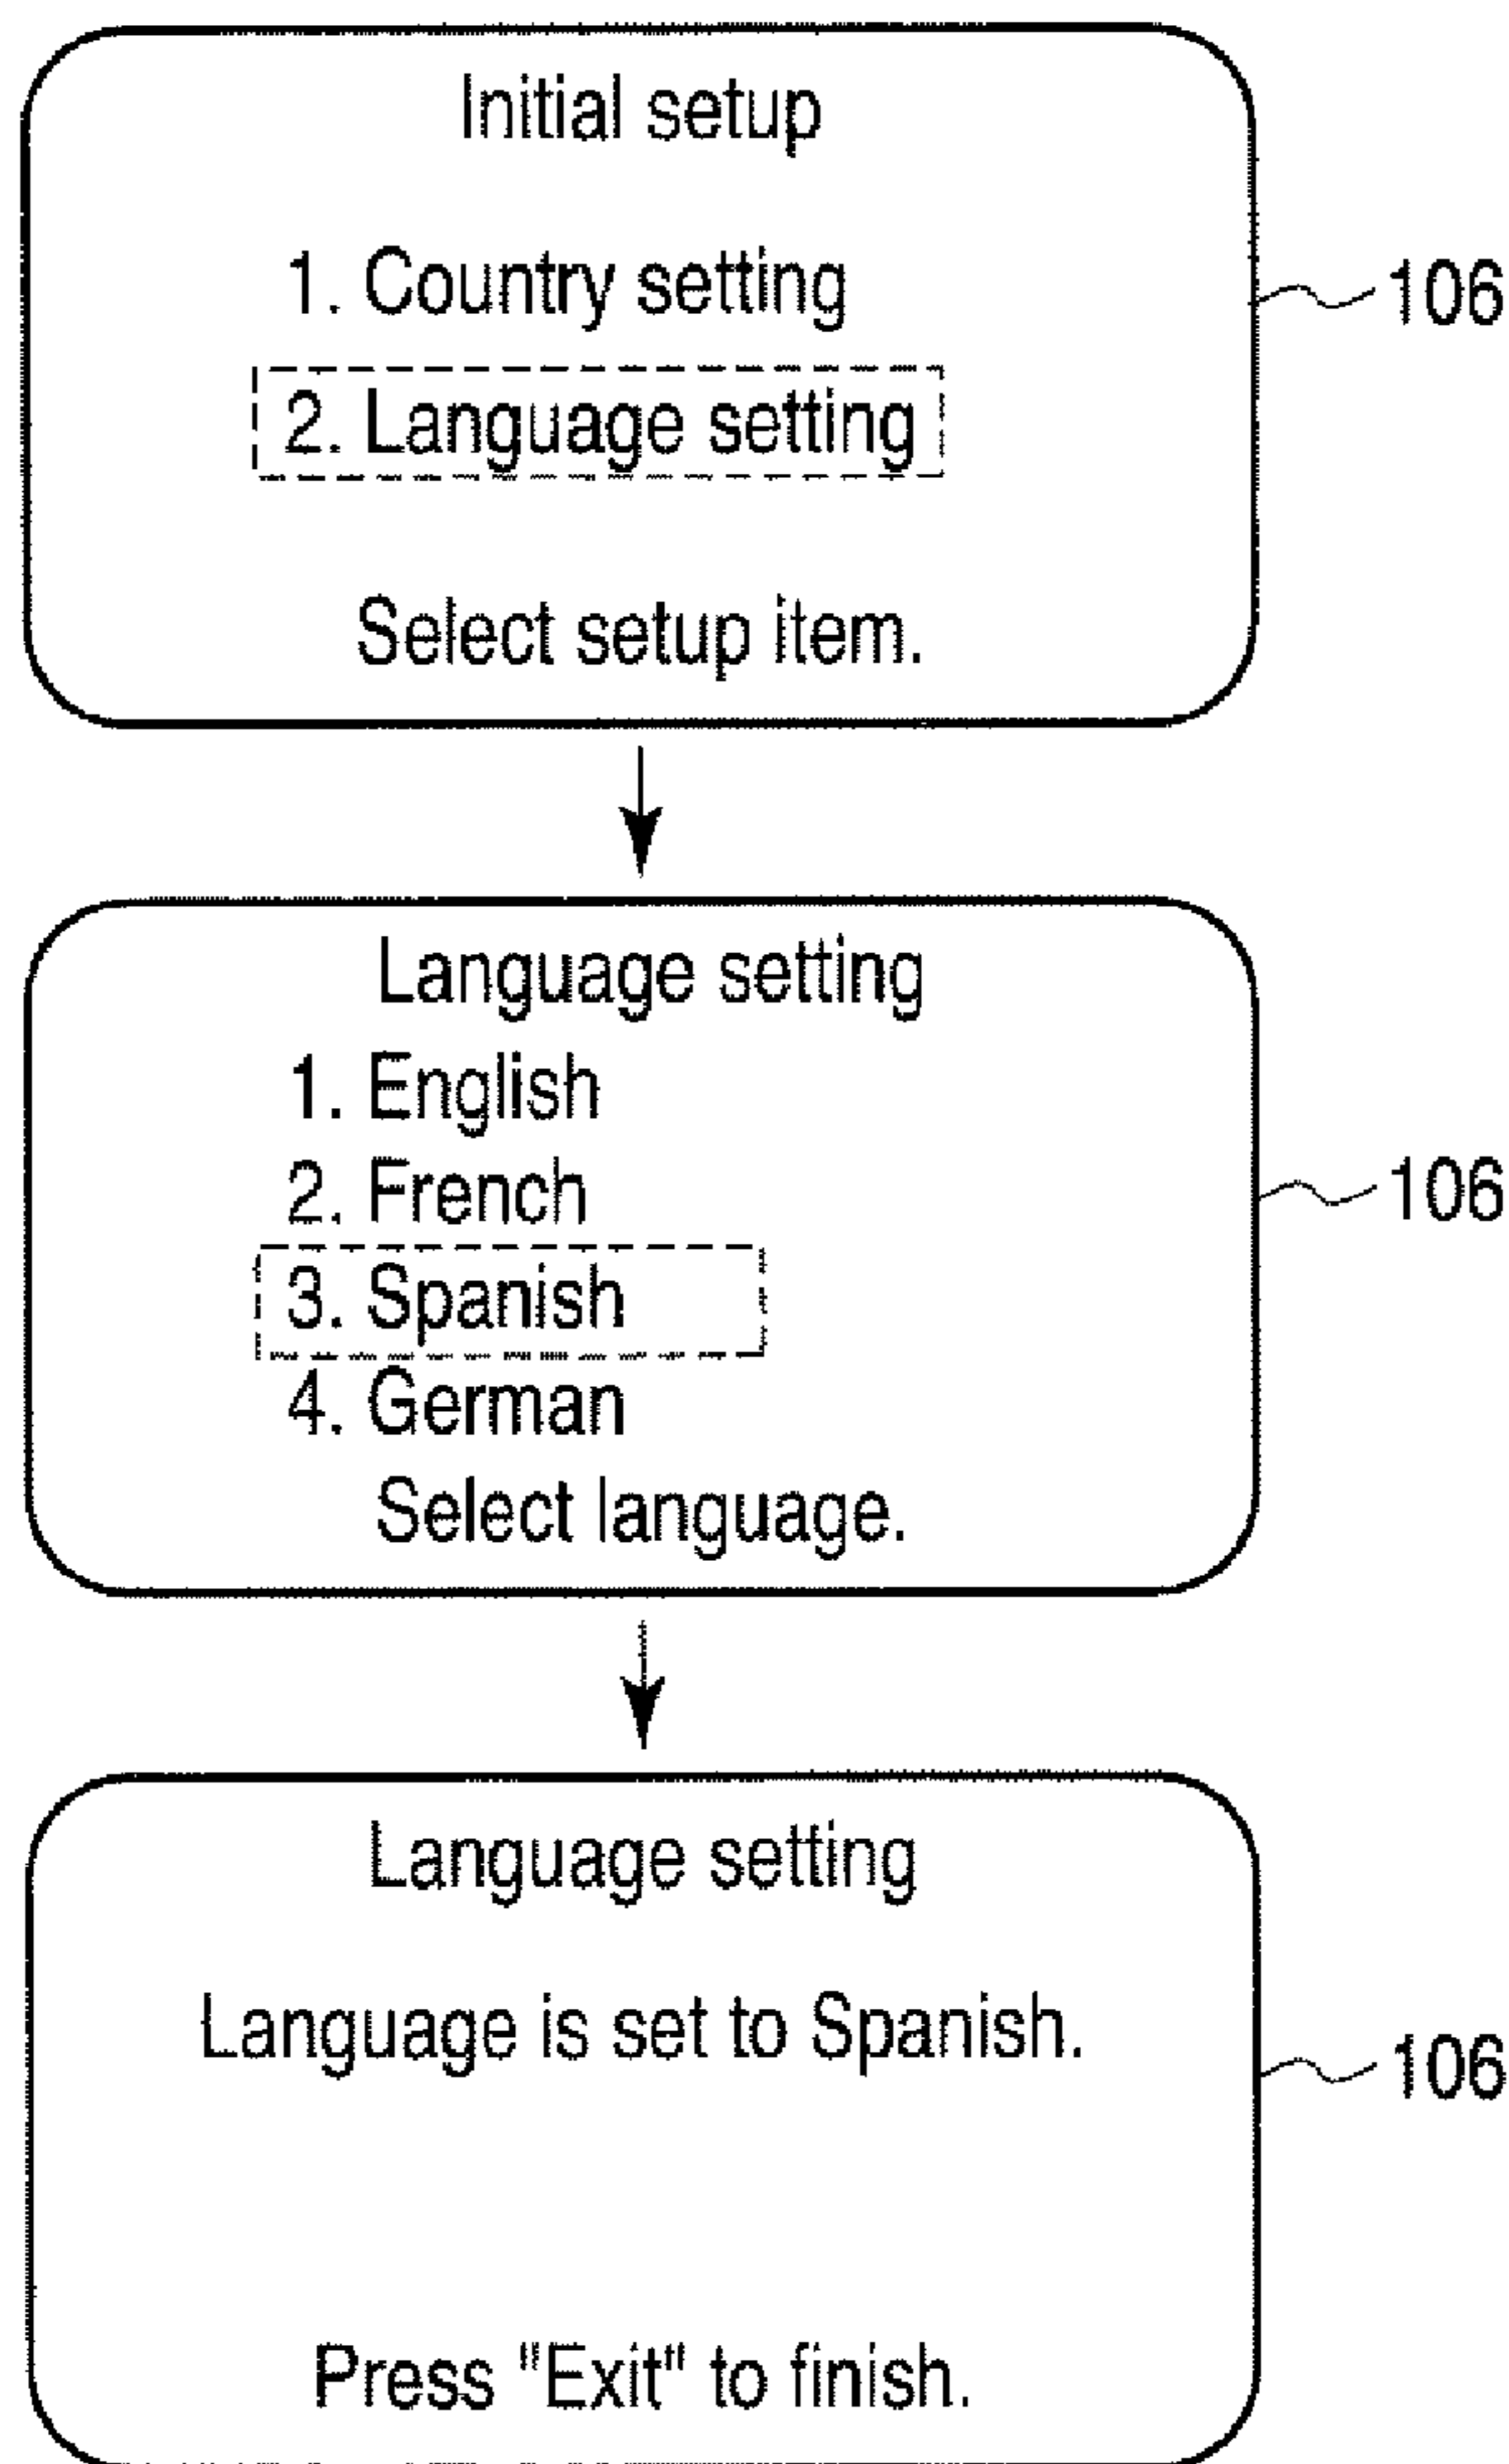 Initial setup
1. Country setting
106
2. Language setting
Select setup item.
Language setting
1. English
2. French
106
3. Spanish
4. German
Select language.
Language setting
Language is set to Spanish.
106
Press "Exit" to finish.